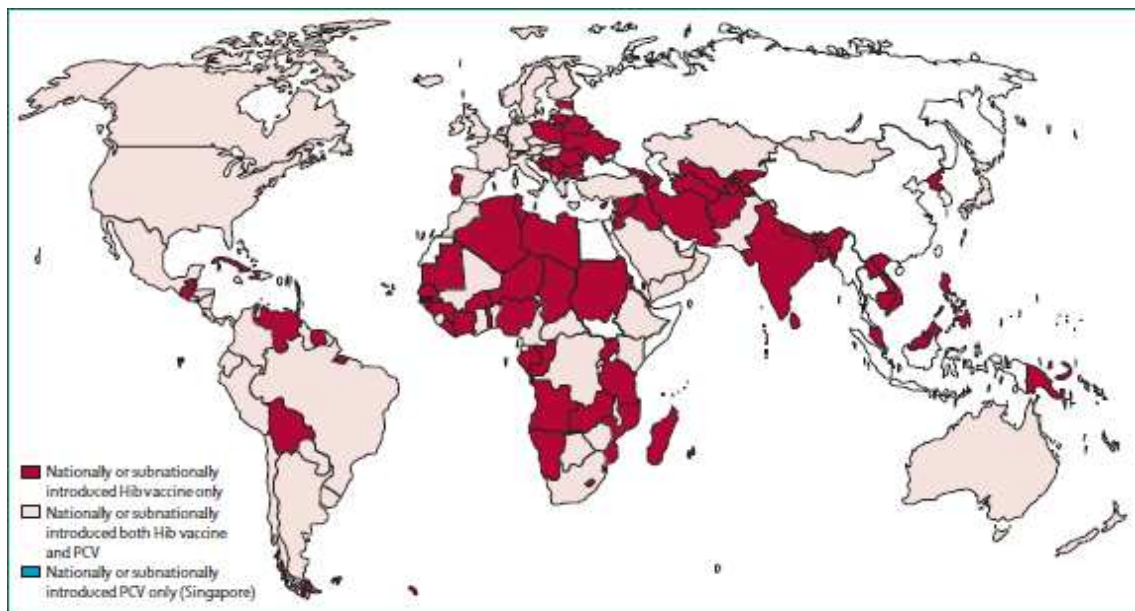 Nationally or subnationally
introduced Hib vaccine only
Nationally or subnationally
introduced both Hib vaccine
and PCV
Nationally or subnationally
introduced PCV only (Singapore)